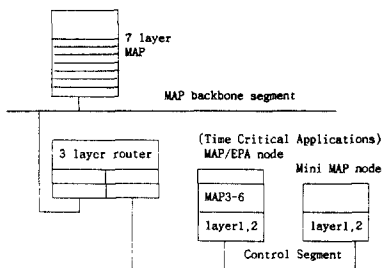 7 layer
MAP
MAP backbone segment
(Time Critical Applications)
MAP/EPA node
3 layer router
Mini MAP node
MAP3-6
layer1,2
layer1,2
Control Segment